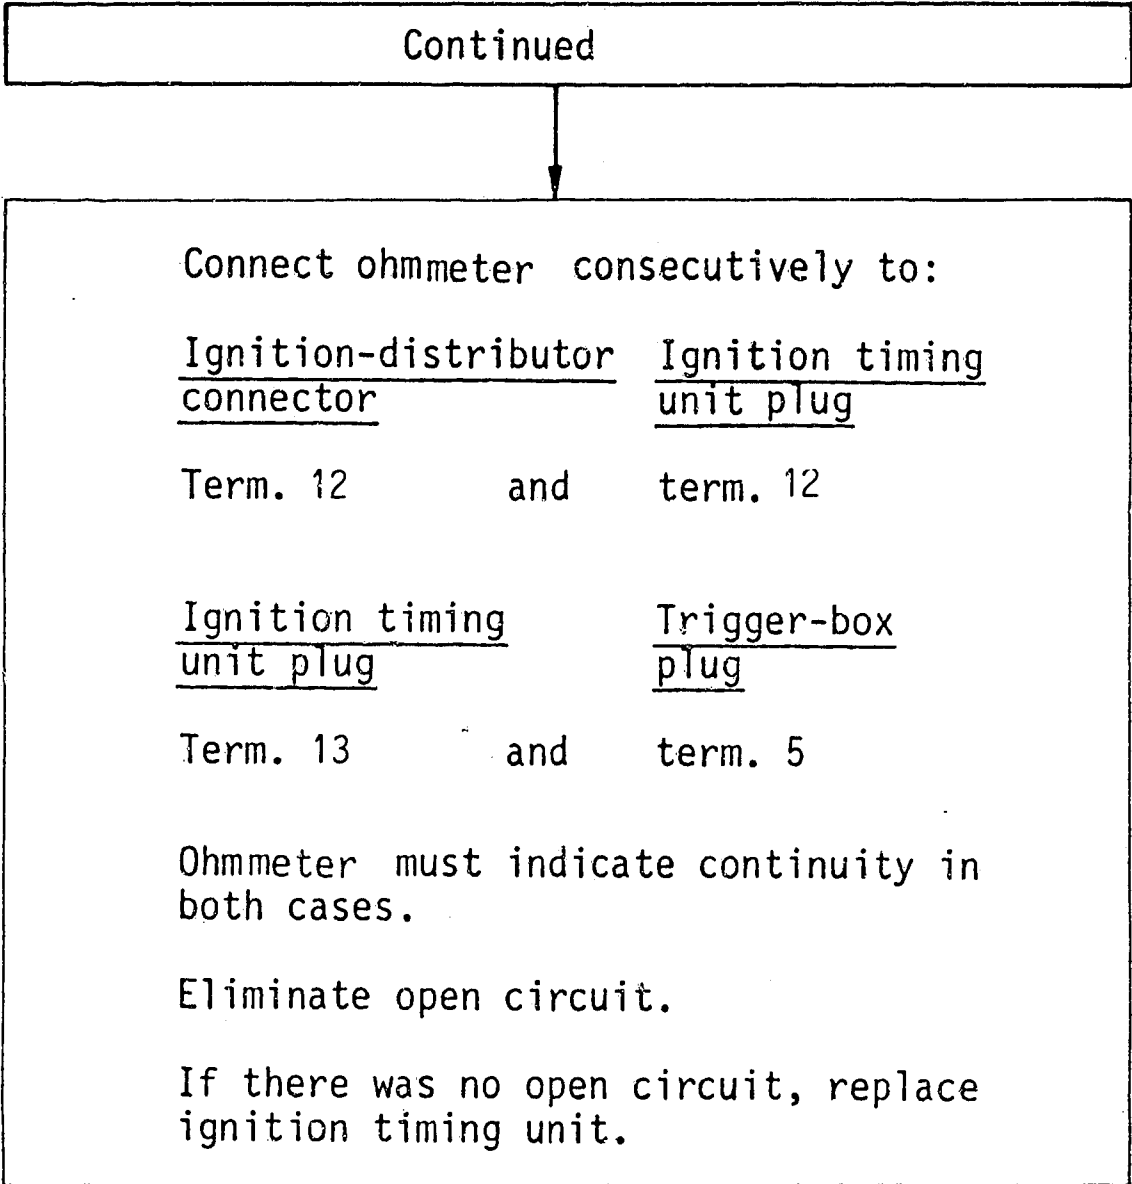 Continued
Connect ohmmeter consecutively to:
Ignition-distributor Ignition timing
connector unit plug
Term. 12 and term. 12
Ignition timing Trigger-box
unit plug plug
Term. 13 and term. 5
Ohmmeter must indicate continuity in
both cases.
Eliminate open circuit.
If there was no open circuit, replace
ignition timing unit.